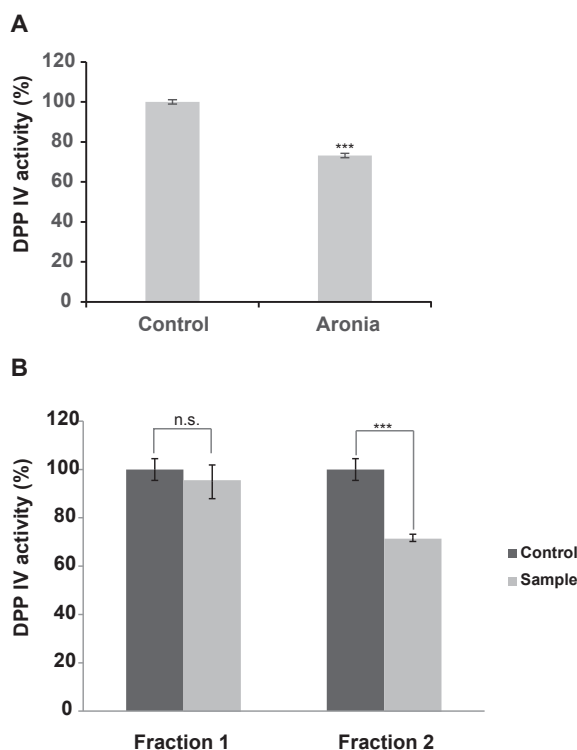 A
DPP IV activity (%)
120
100
80
60
40
20
0
***
Control Aronia
B
DPP IV activity (%)
120
100
80
60
40
20
0
n.s.
***
Control
Sample
Fraction 1 Fraction 2